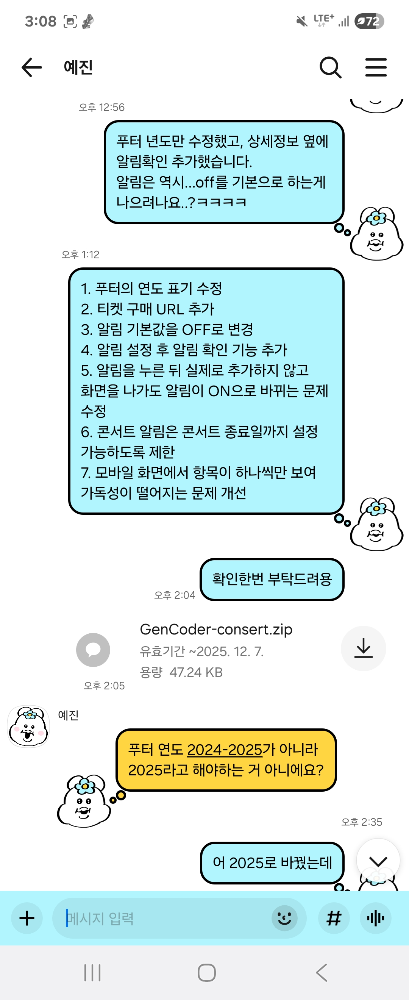 3:08
LTE+
72
예진
오후 12:56
푸터 년도만 수정했고, 상세정보 옆에
알림확인 추가했습니다.
알림은 역시...off를 기본으로 하는게
나으려나요..?ㅋㅋㅋㅋ
오후 1:12
1. 푸터의 연도 표기 수정
2. 티켓 구매 URL 추가
3. 알림 기본값을 OFF로 변경
4. 알림 설정 후 알림 확인 기능 추가
5. 알림을 누른 뒤 실제로 추가하지 않고
화면을 나가도 알림이 ON으로 바뀌는 문제
수정
6. 콘서트 알림은 콘서트 종료일까지 설정
가능하도록 제한
7. 모바일 화면에서 항목이 하나씩만 보여
가독성이 떨어지는 문제 개선
확인한번 부탁드려용
오후 2:04
GenCoder-consert.zip
유효기간 ~2025. 12. 7.
용량 47.24 KB
오후 2:05
예진
푸터 연도 2024-2025가 아니라
2025라고 해야하는 거 아니에요?
오후 2:35
어 2025로 바꿨는데
메시지 입력